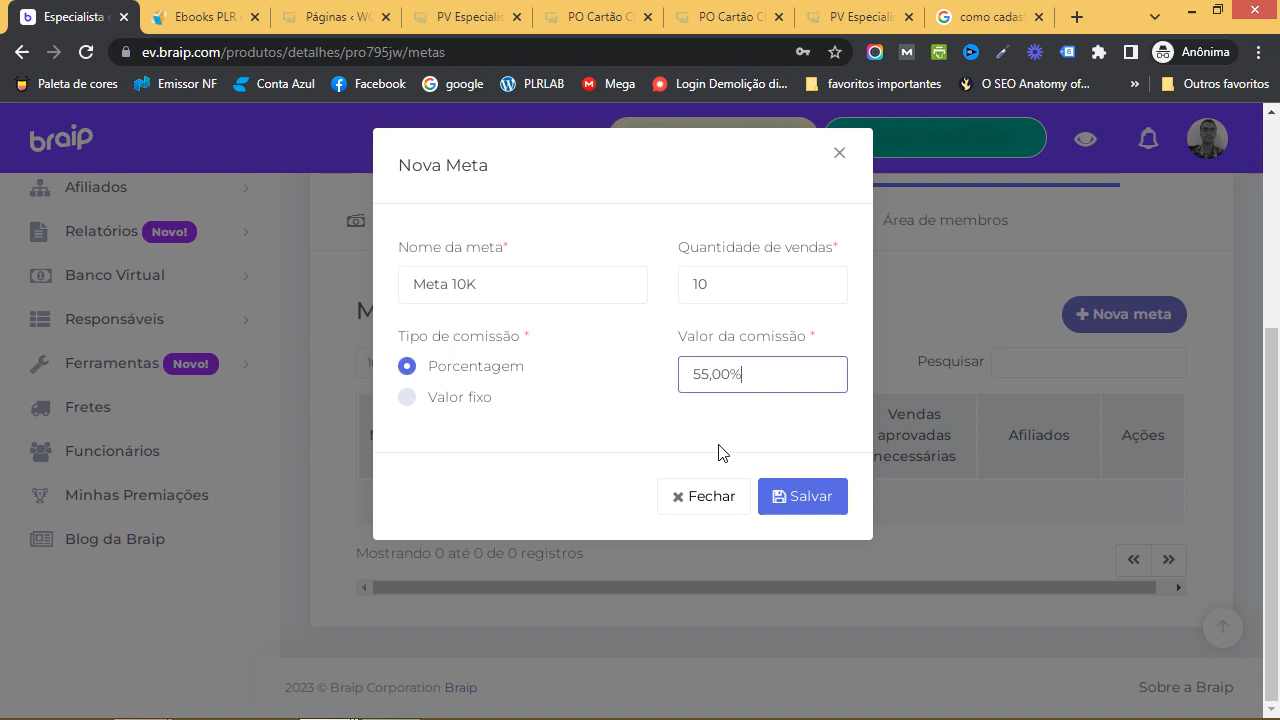 Especialista e
Ebooks PLR
Páginas ‹ WC
PV Especialis
PO Cartão C
PO Cartão C
PV Especialis
como cadas
ev.braip.com/produtos/detalhes/pro795jw/metas
Anônima
Paleta de cores
Emissor NF
Conta Azul
Facebook
google
PLRLAB
Mega
Login Demolição di...
favoritos importantes
O SEO Anatomy of...
»
Outros favoritos
braip
Nova Meta
Afiliados
Relatórios Novo!
Banco Virtual
Responsáveis
Ferramentas Novo!
Fretes
Funcionários
Minhas Premiações
Blog da Braip
Área de membros
Nome da meta*
Quantidade de vendas*
Meta 10K
10
Tipo de comissão *
Valor da comissão *
Porcentagem
55,00%
Valor fixo
Fechar
Salvar
Nova meta
Pesquisar
Vendas
aprovadas
necessárias
Afiliados
Ações
Mostrando 0 até 0 de 0 registros
2023 © Braip Corporation Braip
Sobre a Braip